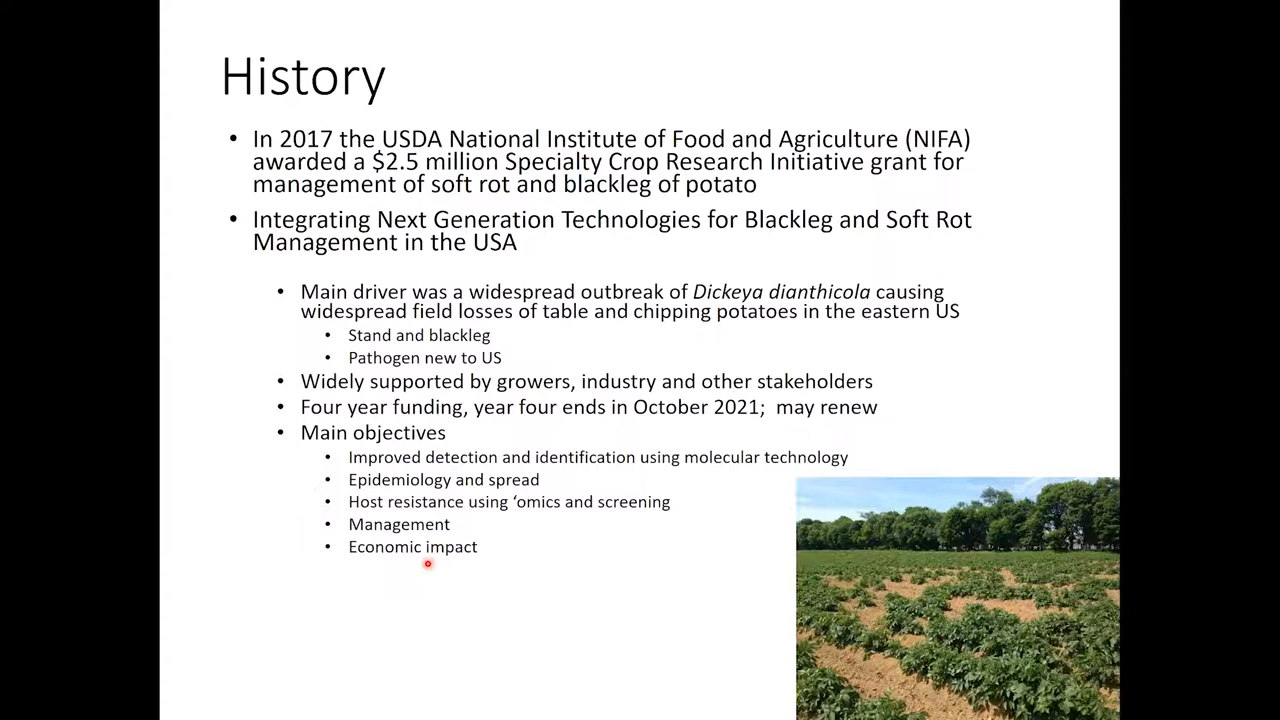 History
• In 2017 the USDA National Institute of Food and Agriculture (NIFA)
awarded a $2.5 million Specialty Crop Research Initiative grant for
management of soft rot and blackleg of potato
• Integrating Next Generation Technologies for Blackleg and Soft Rot
Management in the USA
• Main driver was a widespread outbreak of Dickeya dianthicola causing
widespread field losses of table and chipping potatoes in the eastern US
• Stand and blackleg
• Pathogen new to US
• Widely supported by growers, industry and other stakeholders
• Four year funding, year four ends in October 2021;  may renew
• Main objectives
• Improved detection and identification using molecular technology
• Epidemiology and spread
• Host resistance using ‘omics and screening
• Management
• Economic impact